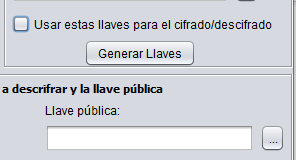 Usar estas llaves para el cifrado/descifrado
Generar Llaves
a descrifrar y la llave pública
Llave pública:
...